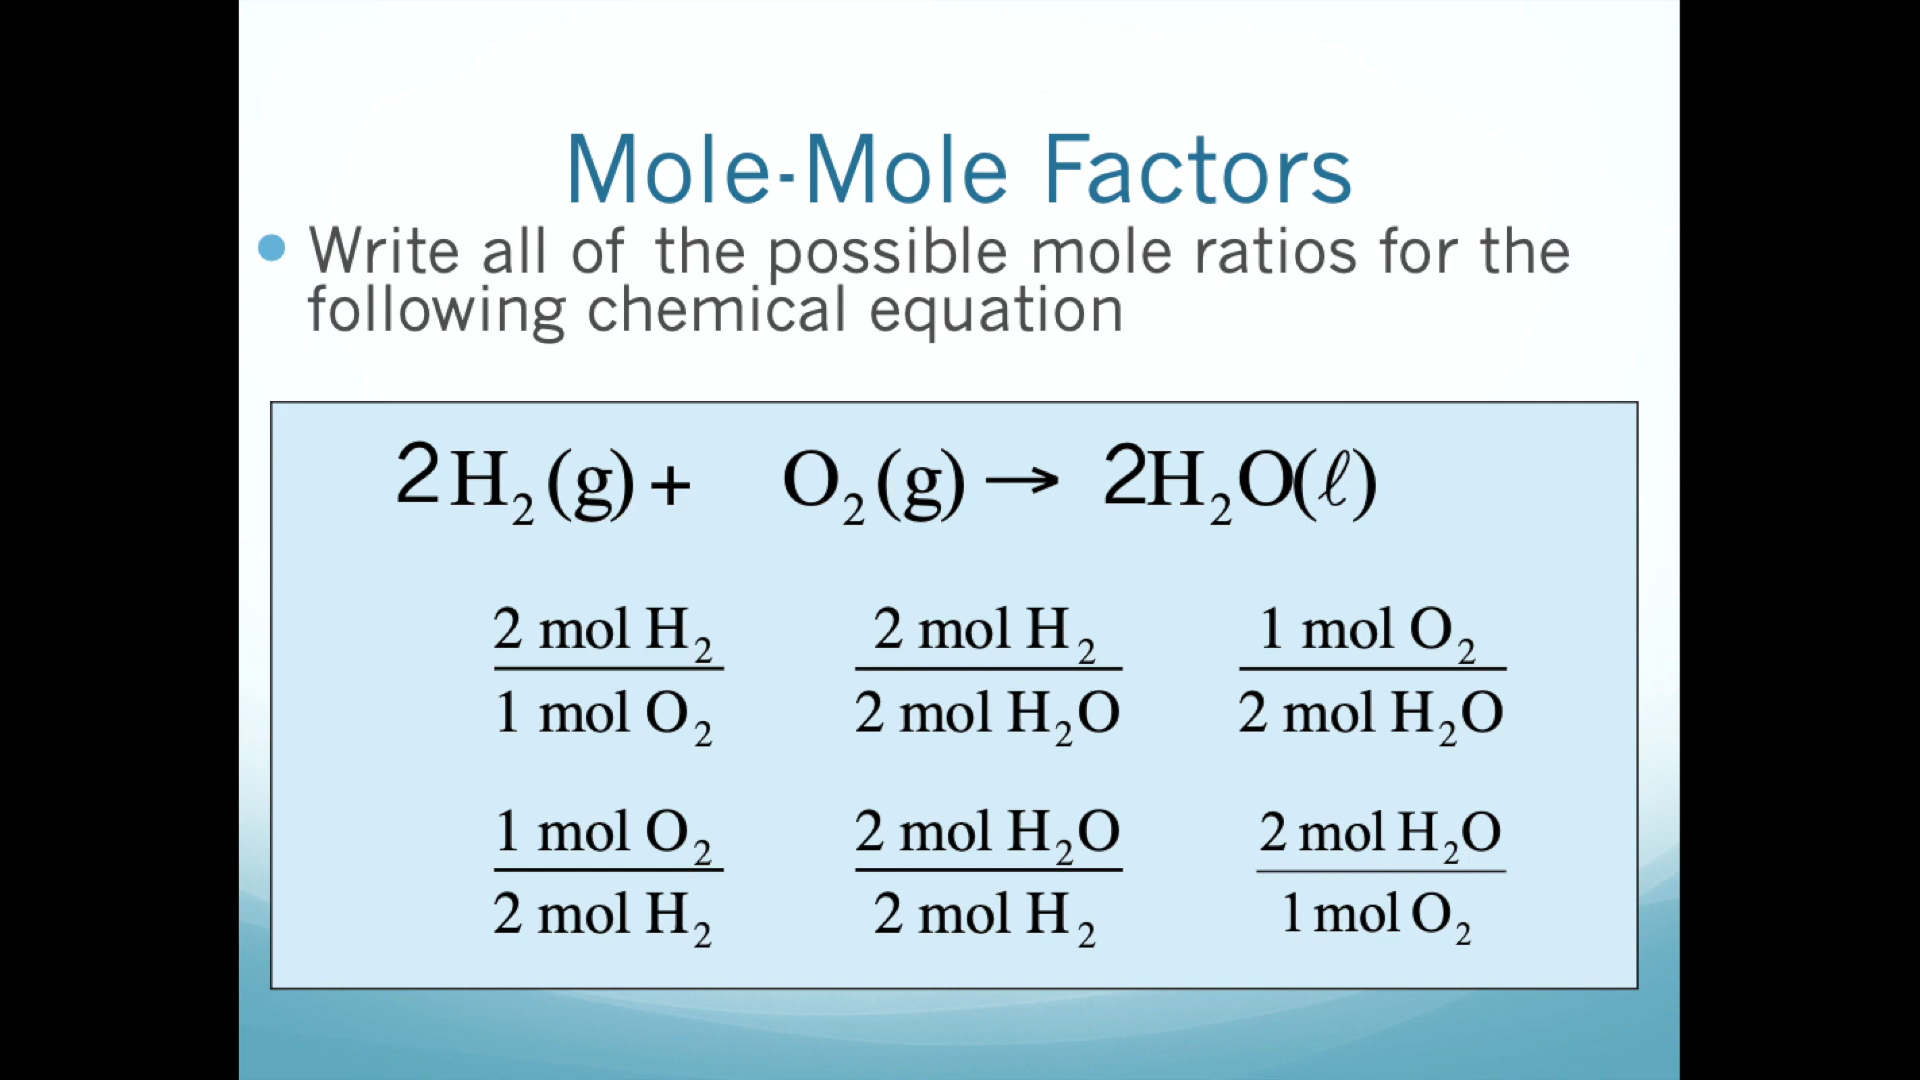 Mole-Mole Factors
• Write all of the possible mole ratios for the
following chemical equation
2H₂(g) + O₂(g) → 2H₂O(ℓ)
2 mol H₂ 2 mol H₂ 1 mol O₂
1 mol O₂ 2 mol H₂O 2 mol H₂O
1 mol O₂ 2 mol H₂O 2 mol H₂O
2 mol H₂ 2 mol H₂ 1 mol O₂